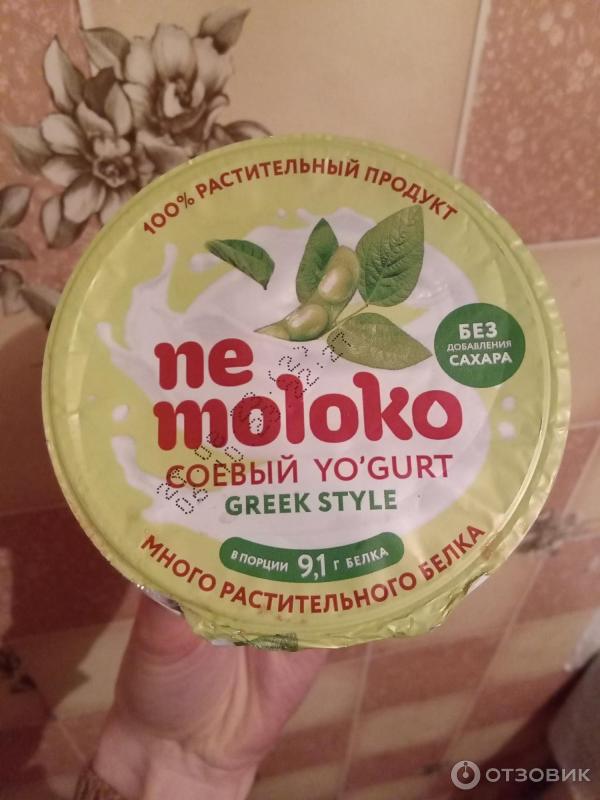 100% РАСТИТЕЛЬНЫЙ ПРОДУКТ
БЕЗ
ДОБАВЛЕНИЯ
САХАРА
ne
moloko
СОЕВЫЙ YO'GURT
GREEK STYLE
В ПОРЦИИ 9,1 Г БЕЛКА
МНОГО РАСТИТЕЛЬНОГО БЕЛКА
ОТЗОВИК